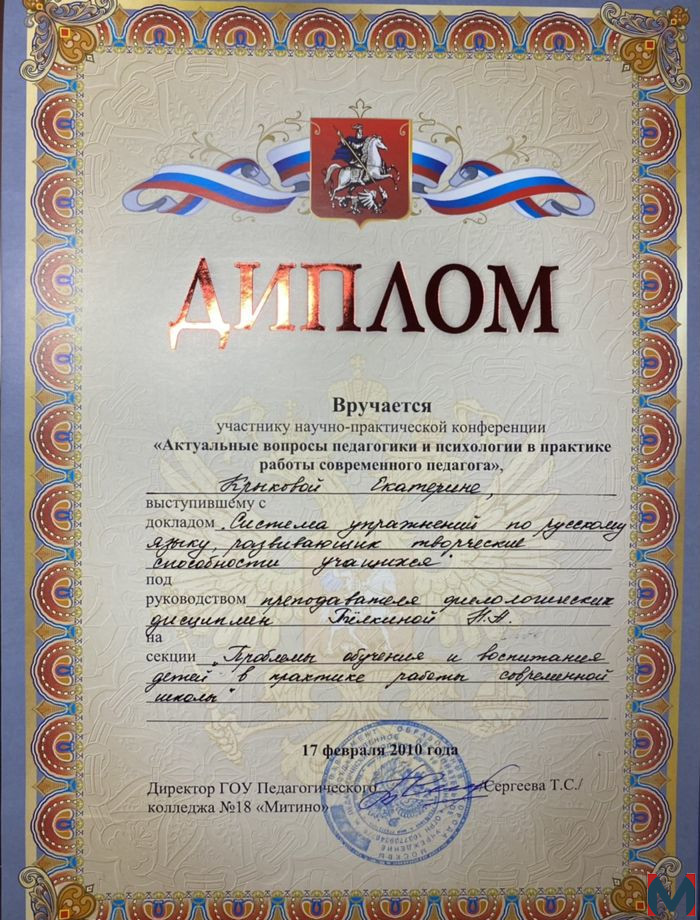 ДИПЛОМ
Вручается
участнику научно-практической конференции
«Актуальные вопросы педагогики и психологии в практике
работы современного педагога»,
Крыковой Екатерине,
выступившему с
докладом „Система упражнений по русскому
языку, развивающих творческие
способности учащихся"
под
руководством преподавателя филологических
дисциплин Бёлкиной Н.А.
на
секции „Проблемы обучения и воспитания
детей в практике работы современной
школы"
17 февраля 2010 года
Директор ГОУ Педагогического /Сергеева Т.С./
колледжа №18 «Митино»